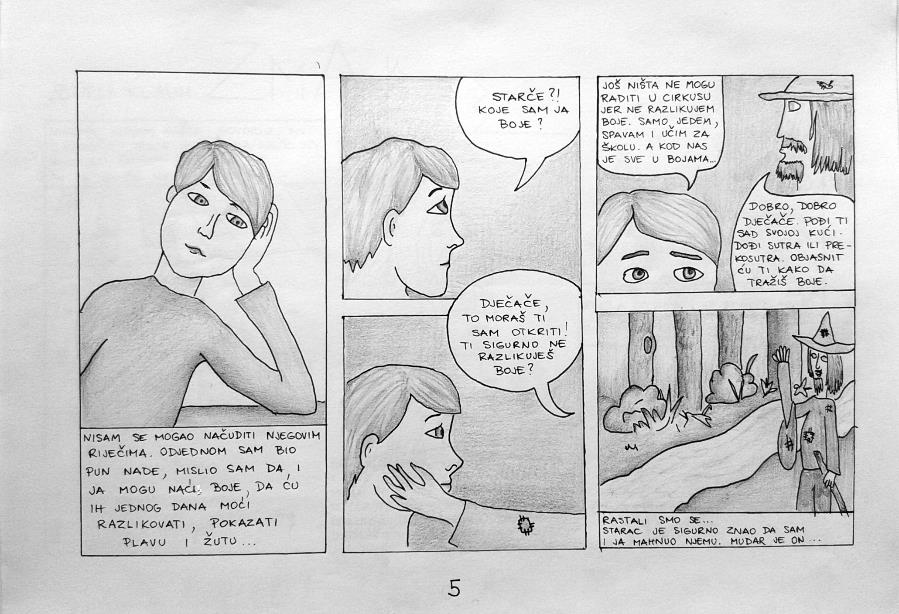 NISAM SE MOGAO NAČUDITI NJEGOVIM
RIJEČIMA. ODJEDNOM SAM BIO
PUN NADE, MISLIO SAM DA I
JA MOGU NAĆI BOJE, DA ĆU
IH JEDNOG DANA MOĆI
RAZLIKOVATI, POKAZATI
PLAVU I ŽUTU...
STARČE?!
KOJE SAM JA
BOJE?
DJEČAČE,
TO MORAŠ TI
SAM OTKRITI!
TI SIGURNO NE
RAZLIKUJEŠ
BOJE?
JOŠ NIŠTA NE MOGU
RADITI U CIRKUSU
JER NE RAZLIKUJEM
BOJE. SAMO JEDEM,
SPAVAM I UČIM ZA
ŠKOLU. A KOD NAS
JE SVE U BOJAMA...
DOBRO, DOBRO
DJEČAČE. POĐI TI
SAD SVOJOJ KUĆI.
DOĐI SUTRA ILI PRE-
KOSUTRA. OBJASNIT
ĆU TI KAKO DA
TRAŽIŠ BOJE.
RASTALI SMO SE...
STARAC JE SIGURNO ZNAO DA SAM
I JA MAHNUO NJEMU. MUDAR JE ON...
5